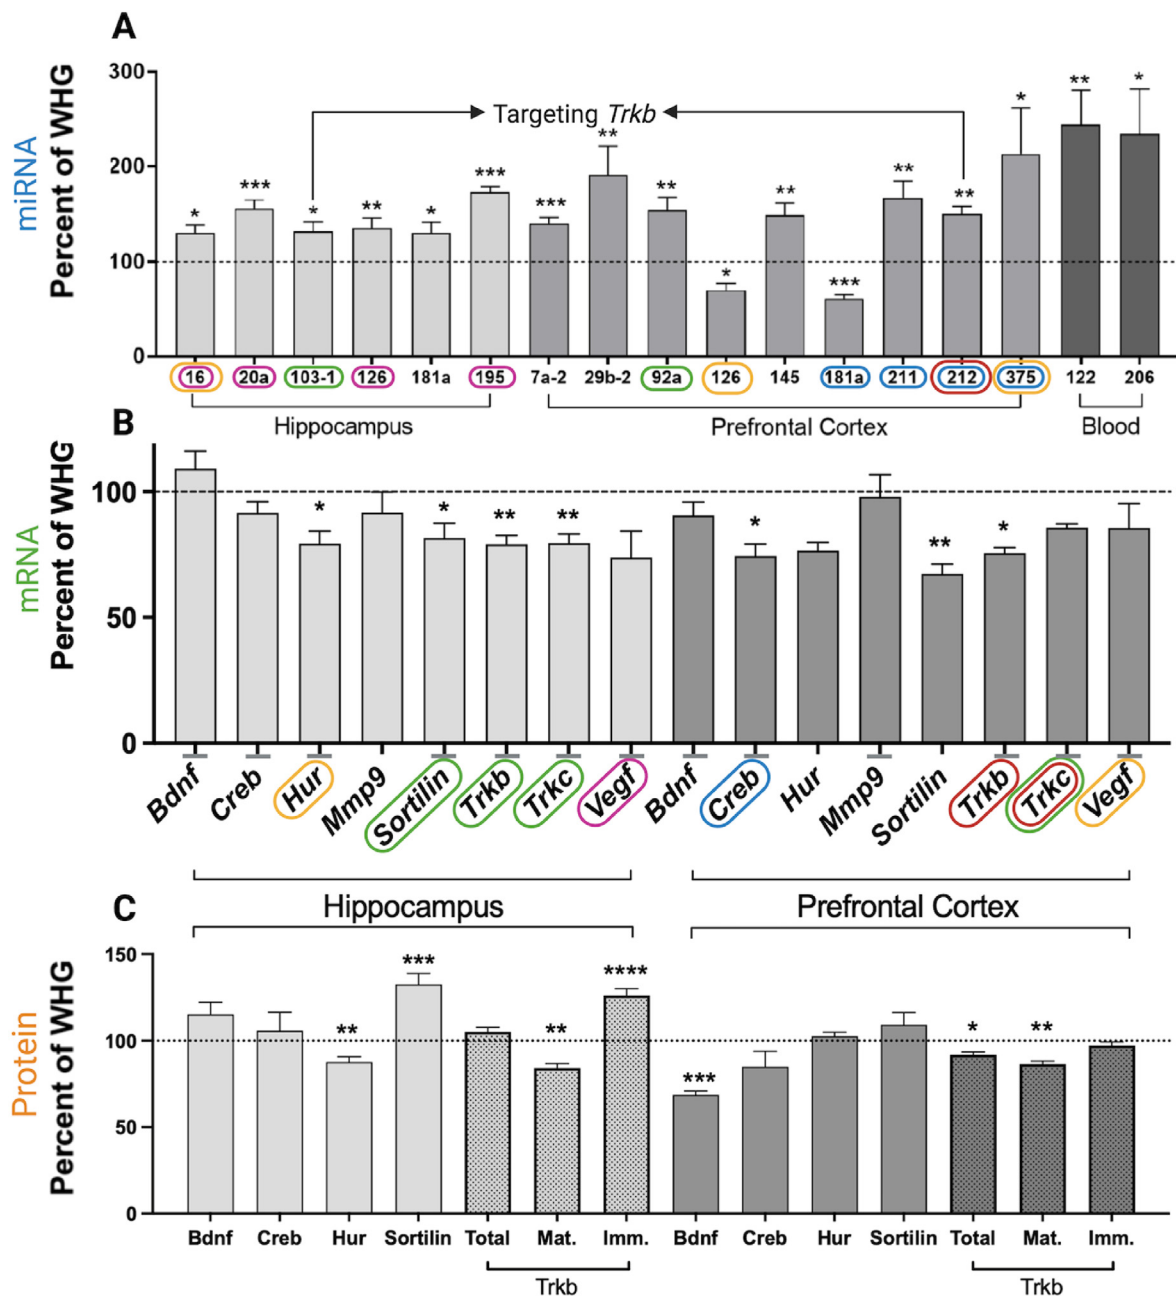 A
miRNA
Percent of WHG
300
200
100
0
Targeting Trkb
* *** * ** * *** *** ** ** * ** *** ** ** * ** *
16 20a 103-1 126 181a 195 7a-2 29b-2 92a 126 145 181a 211 212 375 122 206
Hippocampus Prefrontal Cortex Blood
B
mRNA
Percent of WHG
100
50
0
* * ** ** * ** *
Bdnf Creb Hur Mmp9 Sortilin Trkb Trkc Vegf Bdnf Creb Hur Mmp9 Sortilin Trkb Trkc Vegf
Hippocampus Prefrontal Cortex
C
Protein
Percent of WHG
150
100
50
0
** *** ** **** *** * **
Bdnf Creb Hur Sortilin Total Mat. Imm. Bdnf Creb Hur Sortilin Total Mat. Imm.
Trkb Trkb